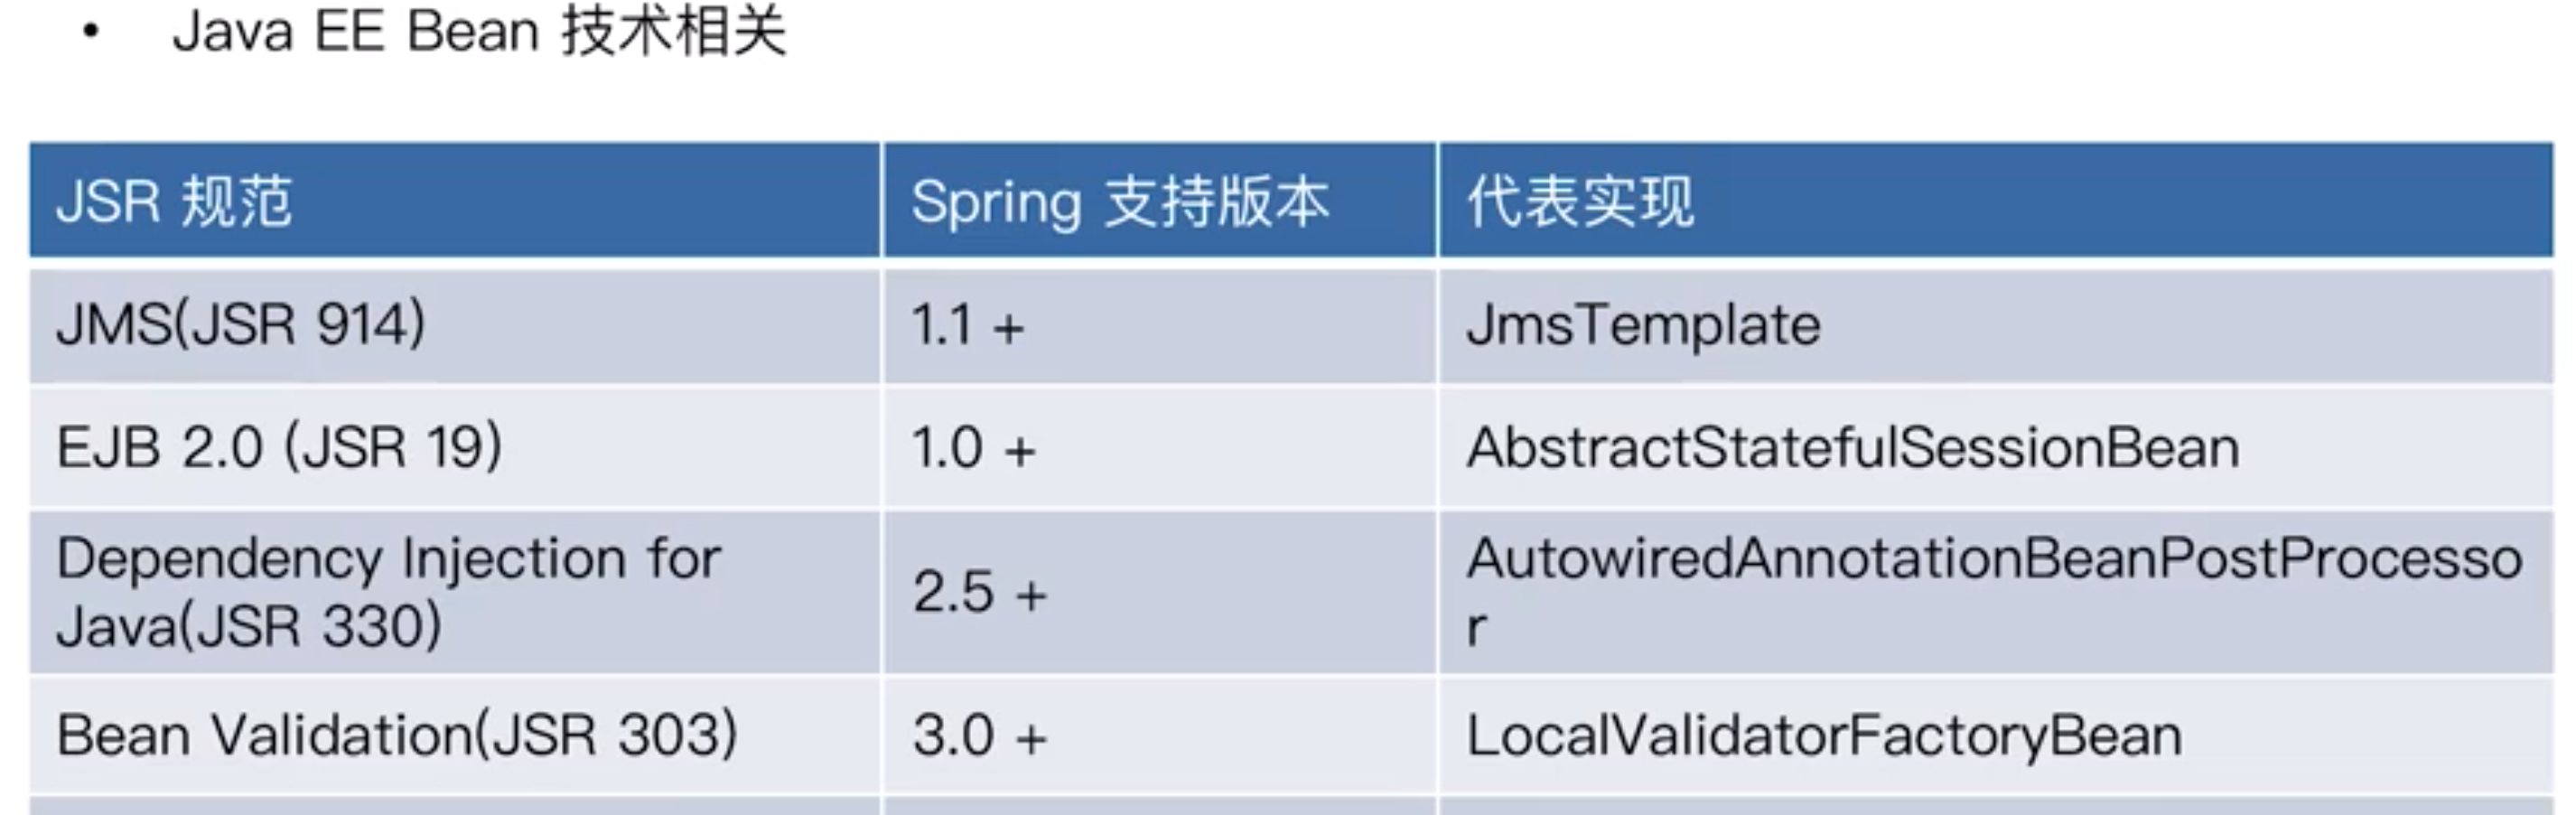 • Java EE Bean 技术相关
JSR 规范 Spring 支持版本 代表实现
JMS(JSR 914) 1.1 + JmsTemplate
EJB 2.0 (JSR 19) 1.0 + AbstractStatefulSessionBean
Dependency Injection for
Java(JSR 330)
2.5 +
AutowiredAnnotationBeanPostProcesso
r
Bean Validation(JSR 303) 3.0 + LocalValidatorFactoryBean